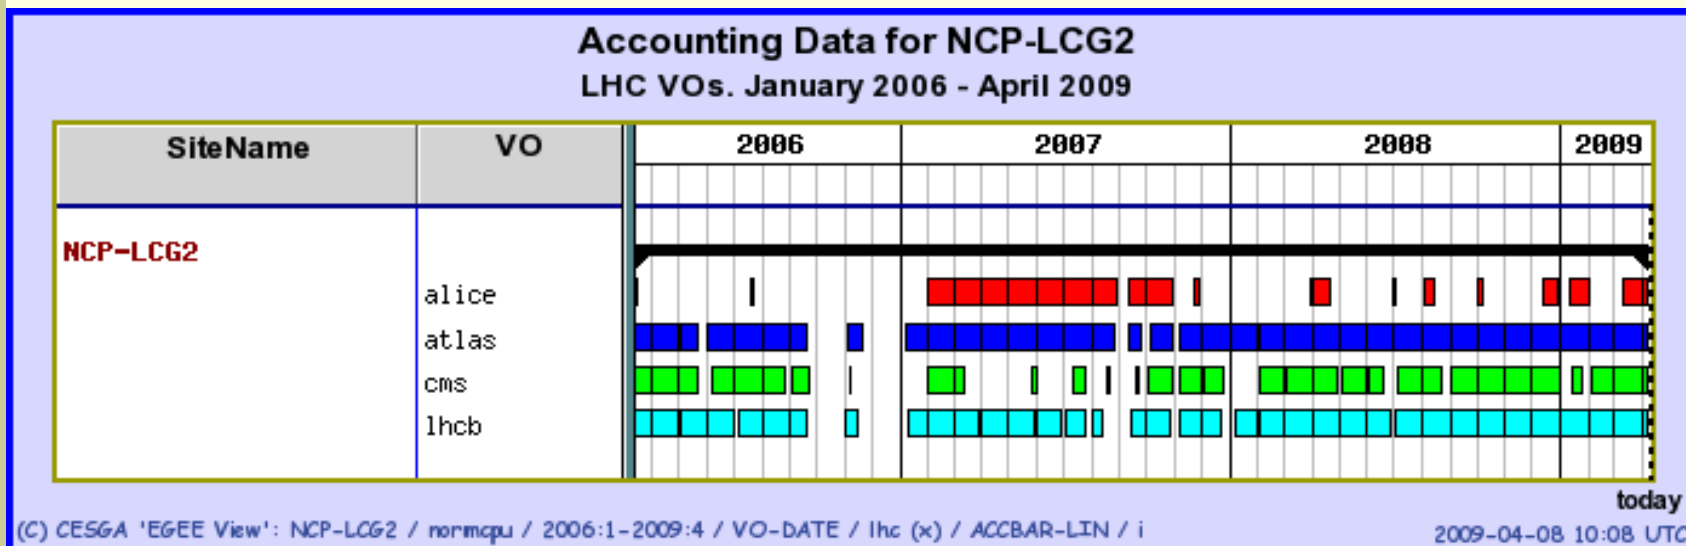 Accounting Data for NCP-LCG2
LHC VOs. January 2006 - April 2009
SiteName VO 2006 2007 2008 2009
NCP-LCG2
alice
atlas
cms
lhcb
today
(C) CESGA 'EGEE View': NCP-LCG2 / normcpu / 2006:1-2009:4 / VO-DATE / lhc (x) / ACCBAR-LIN / i 2009-04-08 10:08 UTC